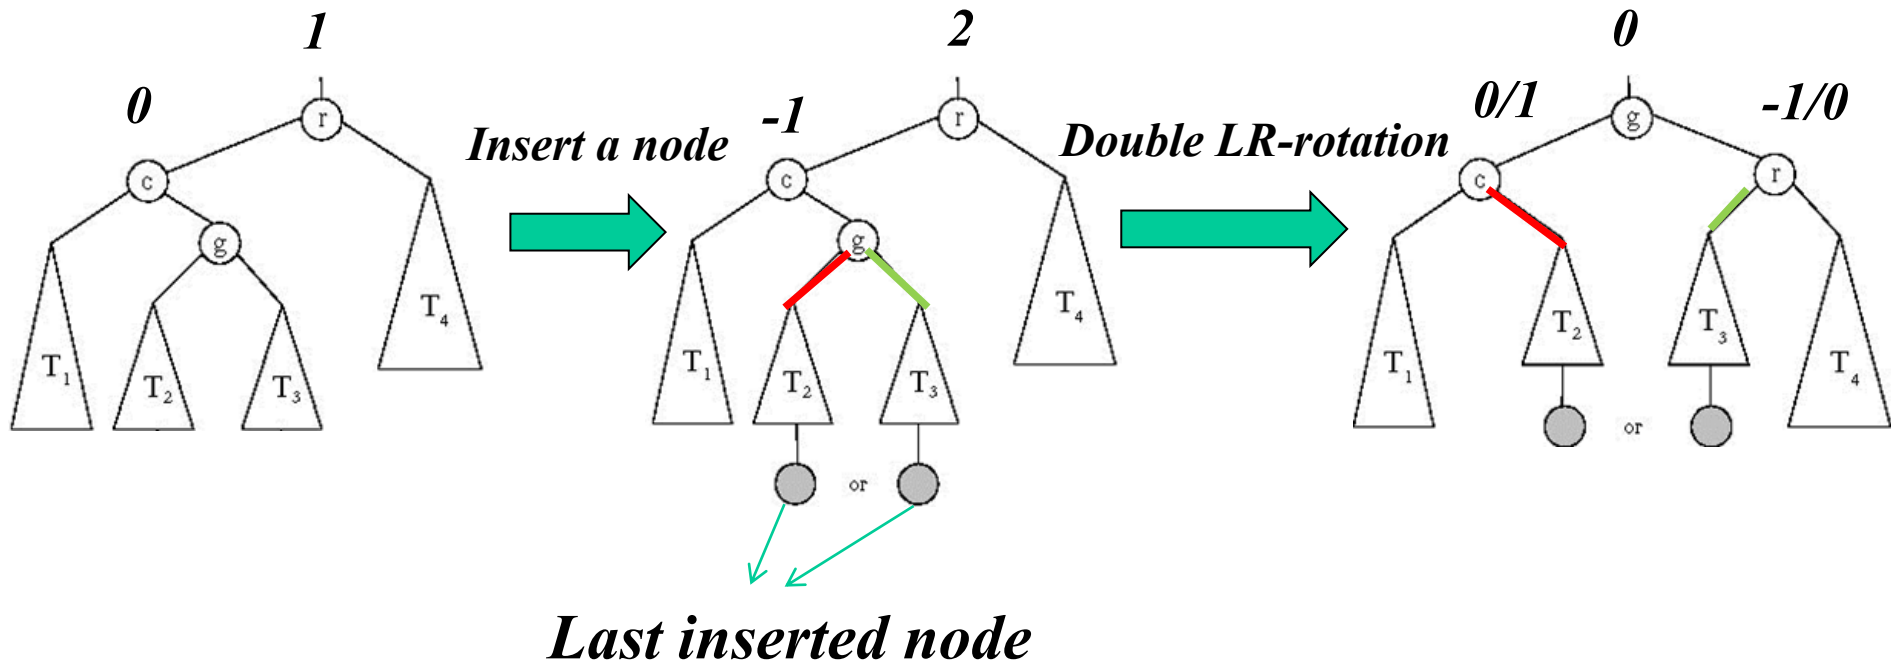 1
2
0
0
-1
0/1
-1/0
Insert a node
Double LR-rotation
r
c
g
T1
T2
T3
T4
r
c
g
T1
T2
T3
T4
or
g
c
r
T1
T2
T3
T4
or
Last inserted node